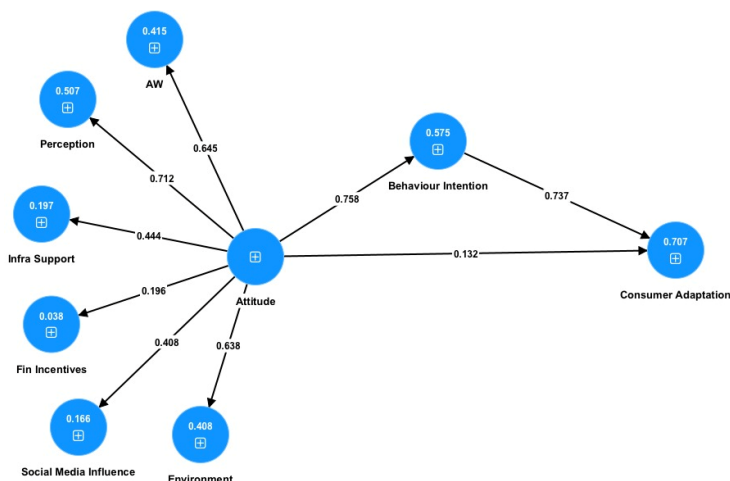 0.415
AW
0.507
Perception
0.645
0.575
Behaviour Intention
0.712
0.758
0.737
0.197
Infra Support
0.444
0.707
Consumer Adaptation
0.132
Attitude
0.196
0.038
Fin Incentives
0.408
0.638
0.166
Social Media Influence
0.408
Environment